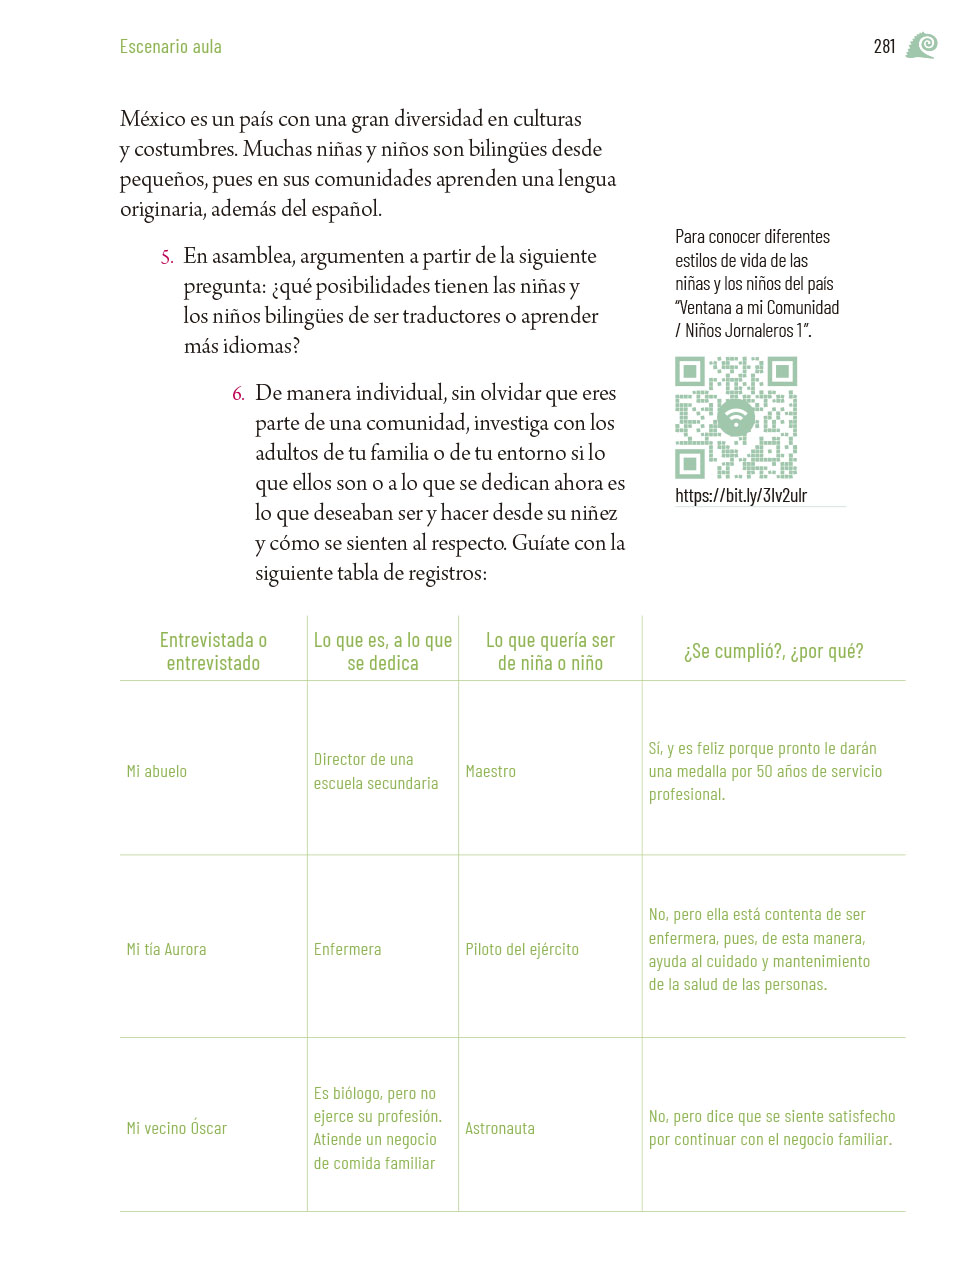 Escenario aula
281
México es un país con una gran diversidad en culturas
y costumbres. Muchas niñas y niños son bilingües desde
pequeños, pues en sus comunidades aprenden una lengua
originaria, además del español.
5. En asamblea, argumenten a partir de la siguiente
pregunta: ¿qué posibilidades tienen las niñas y
los niños bilingües de ser traductores o aprender
más idiomas?
6. De manera individual, sin olvidar que eres
parte de una comunidad, investiga con los
adultos de tu familia o de tu entorno si lo
que ellos son o a lo que se dedican ahora es
lo que deseaban ser y hacer desde su niñez
y cómo se sienten al respecto. Guíate con la
siguiente tabla de registros:
Para conocer diferentes
estilos de vida de las
niñas y los niños del país
“Ventana a mi Comunidad
/ Niños Jornaleros 1”.
https://bit.ly/3Iv2ulr
Entrevistada o
entrevistado
Lo que es, a lo que
se dedica
Lo que quería ser
de niña o niño
¿Se cumplió?, ¿por qué?
Mi abuelo
Director de una
escuela secundaria
Maestro
Sí, y es feliz porque pronto le darán
una medalla por 50 años de servicio
profesional.
Mi tía Aurora
Enfermera
Piloto del ejército
No, pero ella está contenta de ser
enfermera, pues, de esta manera,
ayuda al cuidado y mantenimiento
de la salud de las personas.
Mi vecino Óscar
Es biólogo, pero no
ejerce su profesión.
Atiende un negocio
de comida familiar
Astronauta
No, pero dice que se siente satisfecho
por continuar con el negocio familiar.